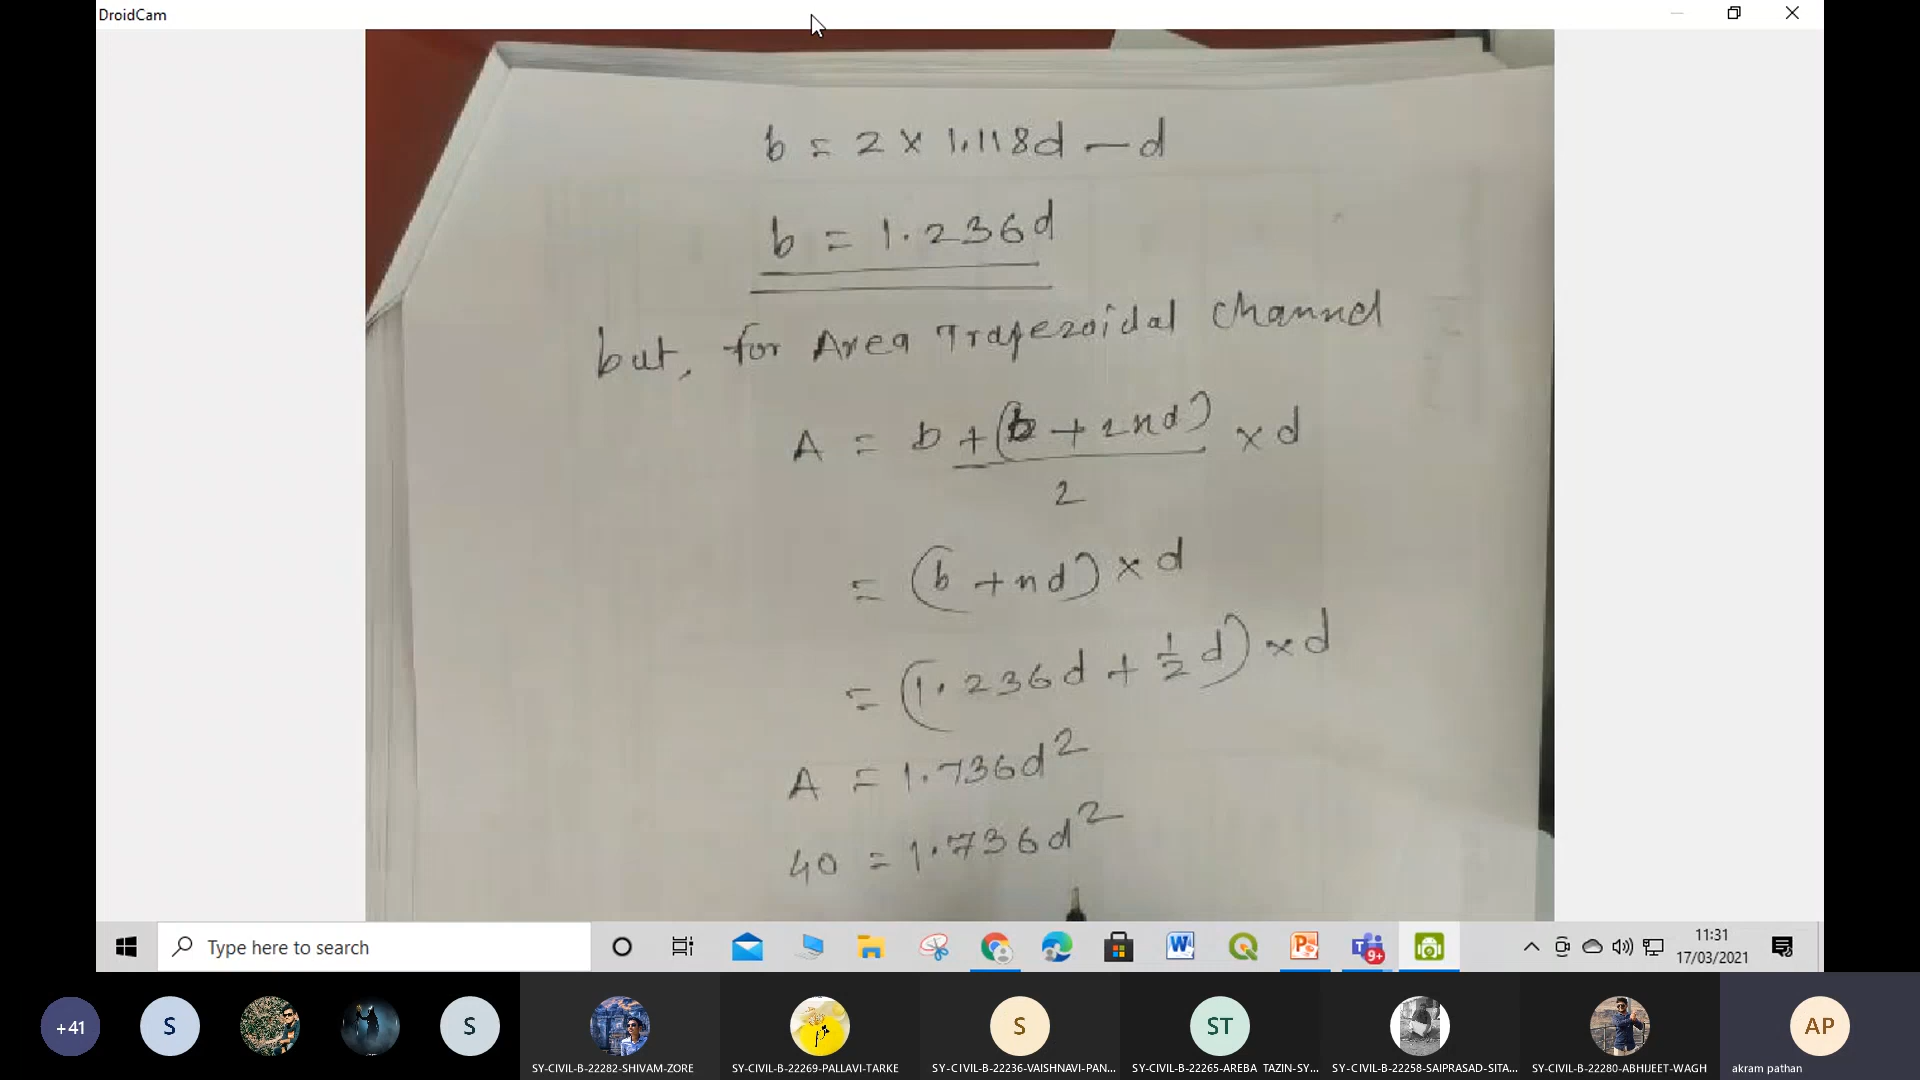 DroidCam
b = 2 × 1.118d − d
b = 1.236d
but, for Area Trapezoidal channel
A = b + (b + 2nd) × d
2
= (b + nd) × d
= (1.236d + 1/2 d) × d
A = 1.736d²
40 = 1.736d²
Type here to search
9+
11:31
17/03/2021
+41
S
S
S
ST
AP
SY-CIVIL-B-22282-SHIVAM-ZORE
SY-CIVIL-B-22269-PALLAVI-TARKE
SY-CIVIL-B-22236-VAISHNAVI-PAN...
SY-CIVIL-B-22265-AREBA TAZIN-SY...
SY-CIVIL-B-22258-SAIPRASAD-SITA...
SY-CIVIL-B-22280-ABHIJEET-WAGH
akram pathan